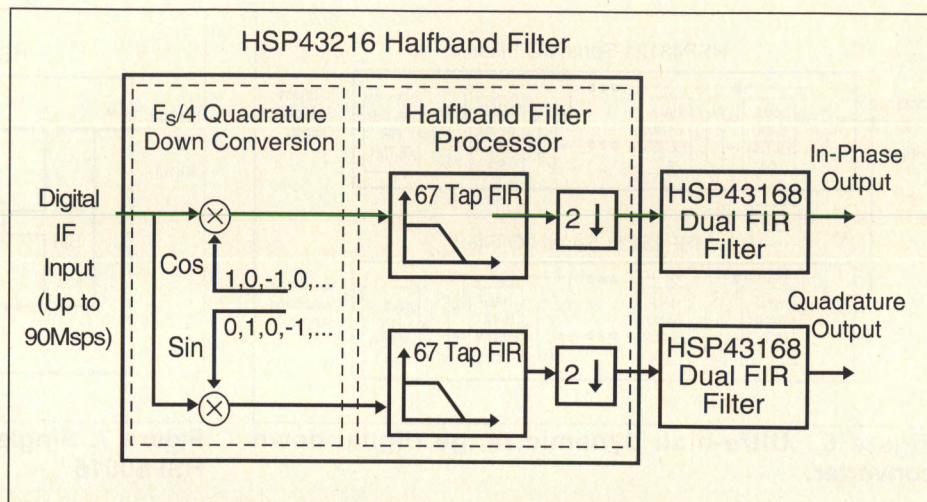 HSP43216 Halfband Filter
Fs/4 Quadrature
Down Conversion
Halfband Filter
Processor
Digital
IF
Input
(Up to
90Msps)
Cos
1,0,-1,0,...
0,1,0,-1,...
Sin
67 Tap FIR
2 ↓
HSP43168
Dual FIR
Filter
In-Phase
Output
67 Tap FIR
2 ↓
HSP43168
Dual FIR
Filter
Quadrature
Output